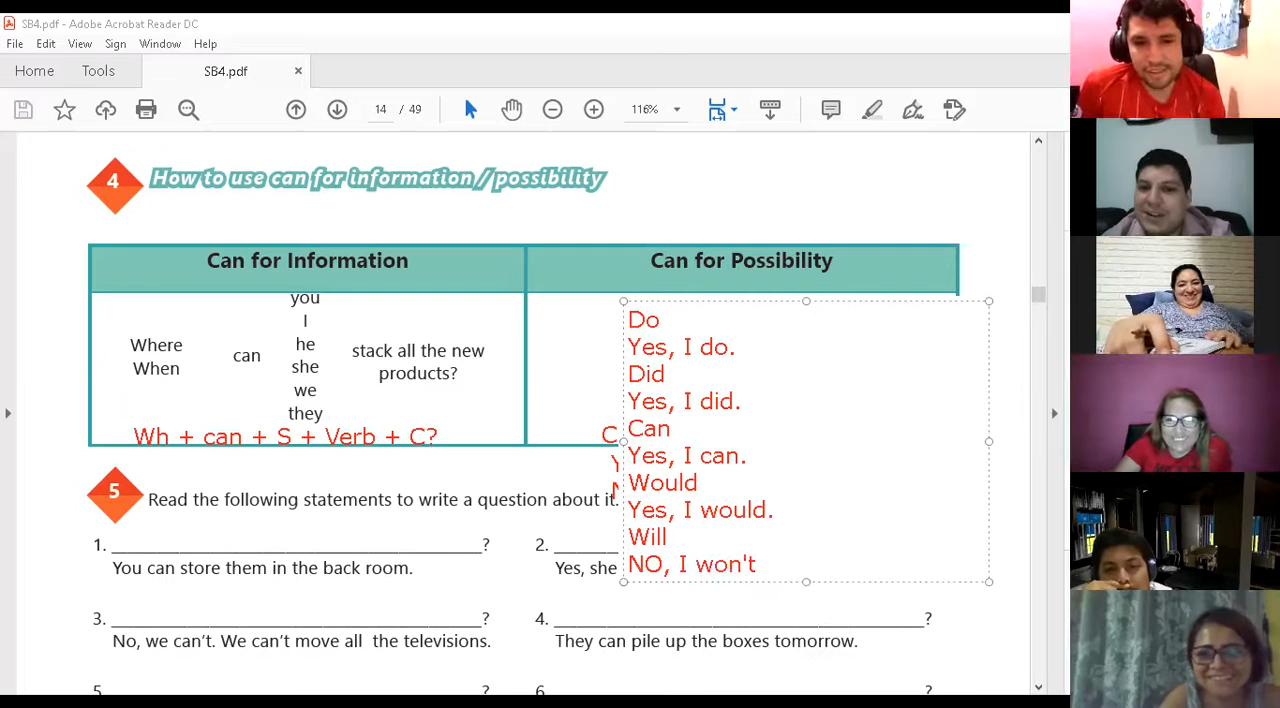 SB4.pdf - Adobe Acrobat Reader DC
File Edit View Sign Window Help
Home Tools SB4.pdf ×
14 / 49 116%
4 How to use can for information / possibility
Can for Information Can for Possibility
Where
When
can
you
I
he
she
we
they
stack all the new
products?
Wh + can + S + Verb + C?
C
Do
Yes, I do.
Did
Yes, I did.
Can
Yes, I can.
Would
Yes, I would.
Will
NO, I won't
5 Read the following statements to write a question about it.
1. ?
You can store them in the back room.
2.
Yes, she
3. ?
No, we can't. We can't move all the televisions.
4. ?
They can pile up the boxes tomorrow.
5. ?
6. ?